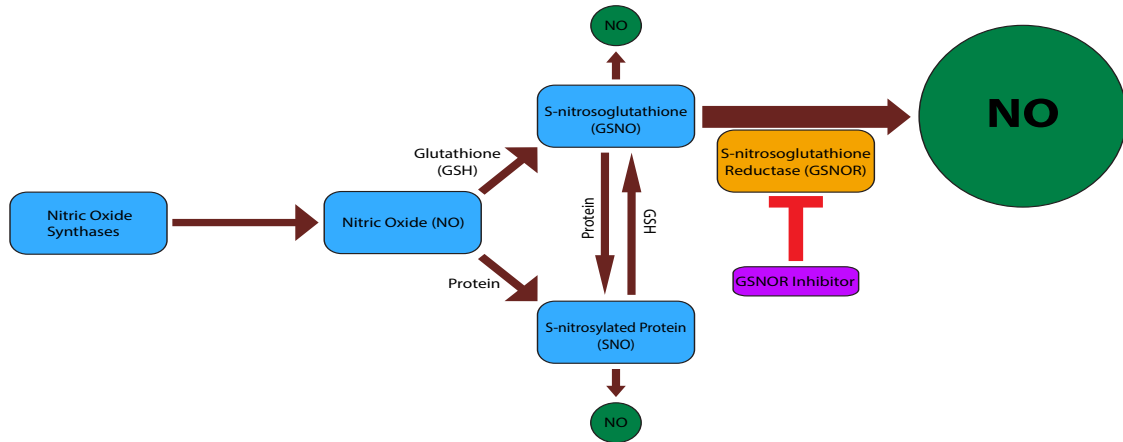 NO
S-nitrosoglutathione
(GSNO)
NO
Glutathione
(GSH)
S-nitrosoglutathione
Reductase (GSNOR)
Nitric Oxide
Synthases
Nitric Oxide (NO)
Protein
GSH
Protein
GSNOR Inhibitor
S-nitrosylated Protein
(SNO)
NO